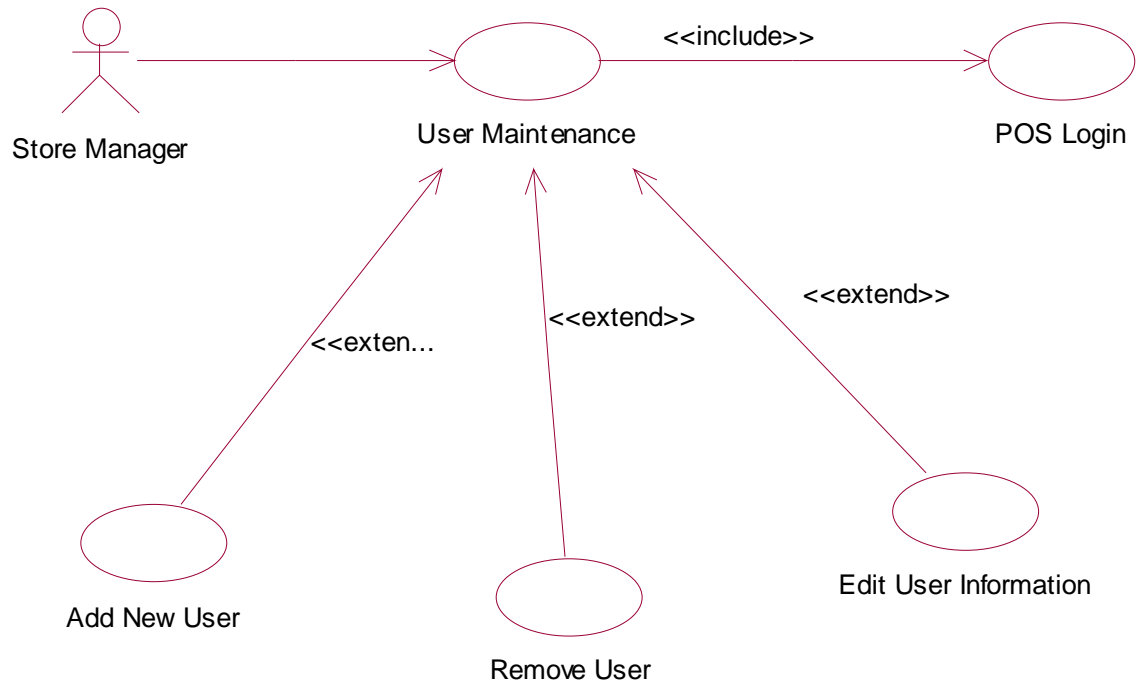 <<include>>
Store Manager
User Maintenance
POS Login
<<extend>>
<<extend>>
<<exten...
Add New User
Edit User Information
Remove User